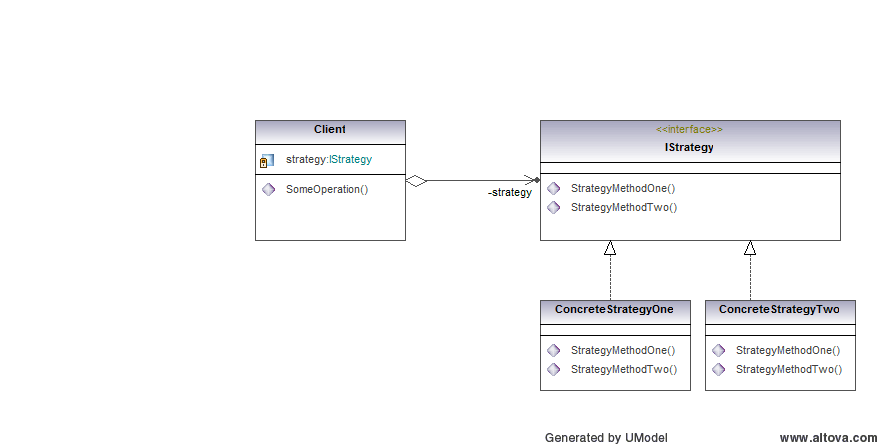 Client
strategy:IStrategy
SomeOperation()
-strategy
<<interface>>
IStrategy
StrategyMethodOne()
StrategyMethodTwo()
ConcreteStrategyOne
StrategyMethodOne()
StrategyMethodTwo()
ConcreteStrategyTwo
StrategyMethodOne()
StrategyMethodTwo()
Generated by UModel
www.altova.com